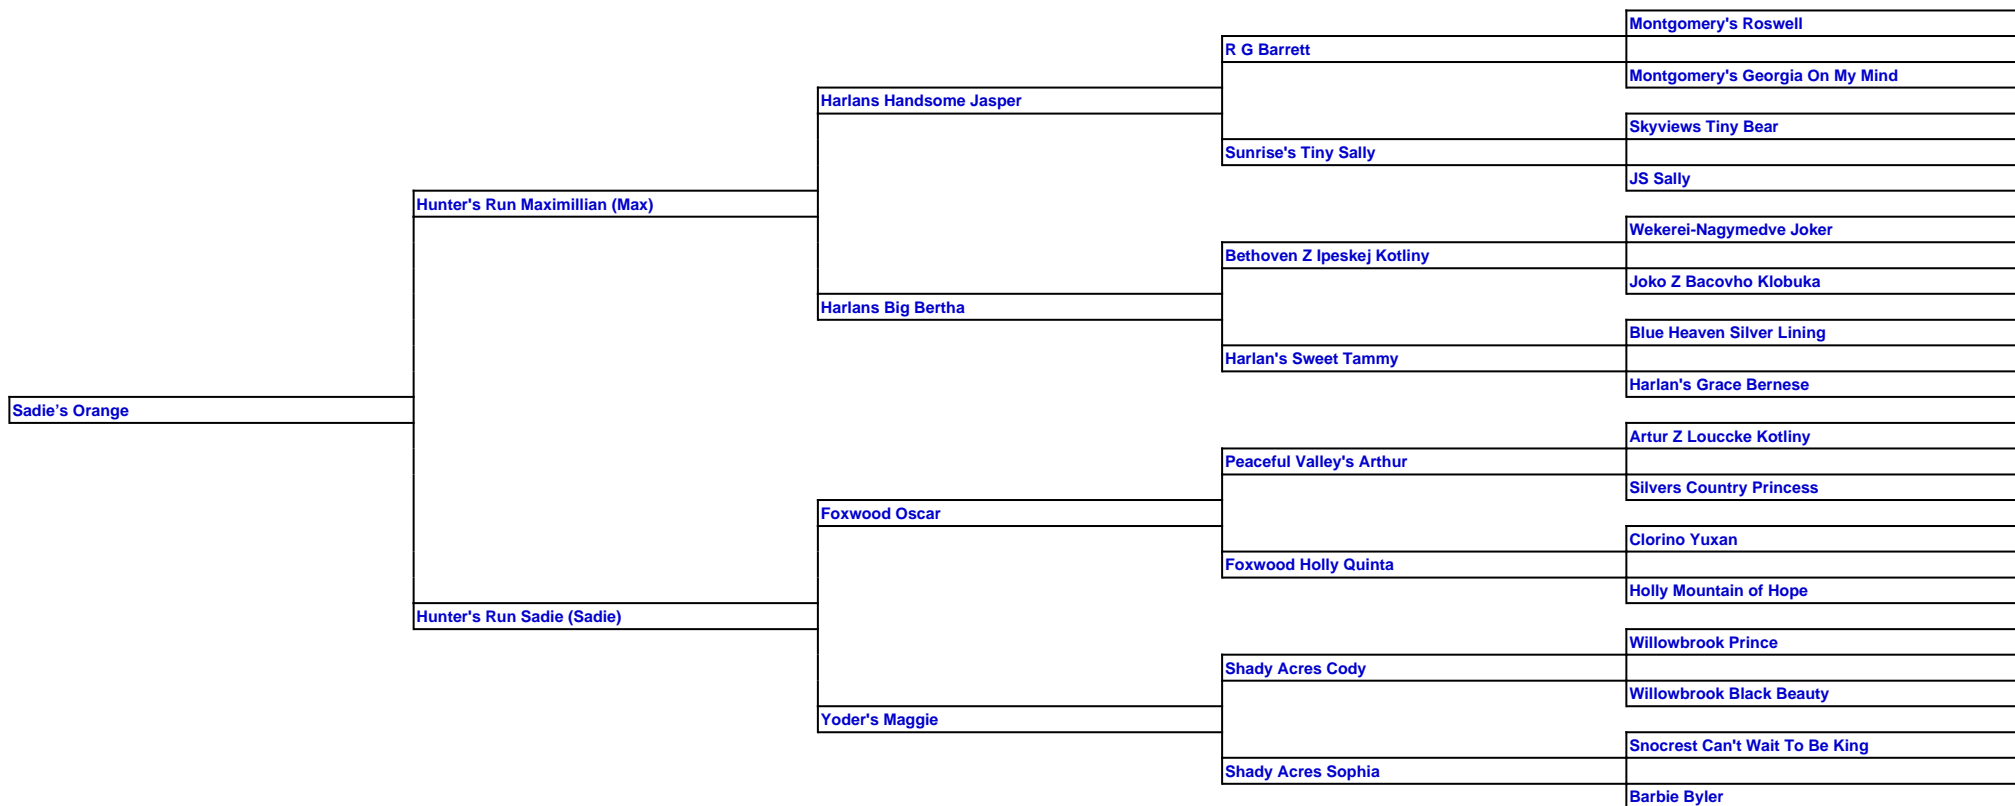 Montgomery's Roswell
R G Barrett
Montgomery's Georgia On My Mind
Harlans Handsome Jasper
Skyviews Tiny Bear
Sunrise's Tiny Sally
JS Sally
Hunter's Run Maximillian (Max)
Wekerei-Nagymedve Joker
Bethoven Z Ipeskej Kotliny
Joko Z Bacovho Klobuka
Harlans Big Bertha
Blue Heaven Silver Lining
Harlan's Sweet Tammy
Harlan's Grace Bernese
Sadie’s Orange
Artur Z Louccke Kotliny
Peaceful Valley's Arthur
Silvers Country Princess
Foxwood Oscar
Clorino Yuxan
Foxwood Holly Quinta
Holly Mountain of Hope
Hunter's Run Sadie (Sadie)
Willowbrook Prince
Shady Acres Cody
Willowbrook Black Beauty
Yoder's Maggie
Snocrest Can't Wait To Be King
Shady Acres Sophia
Barbie Byler